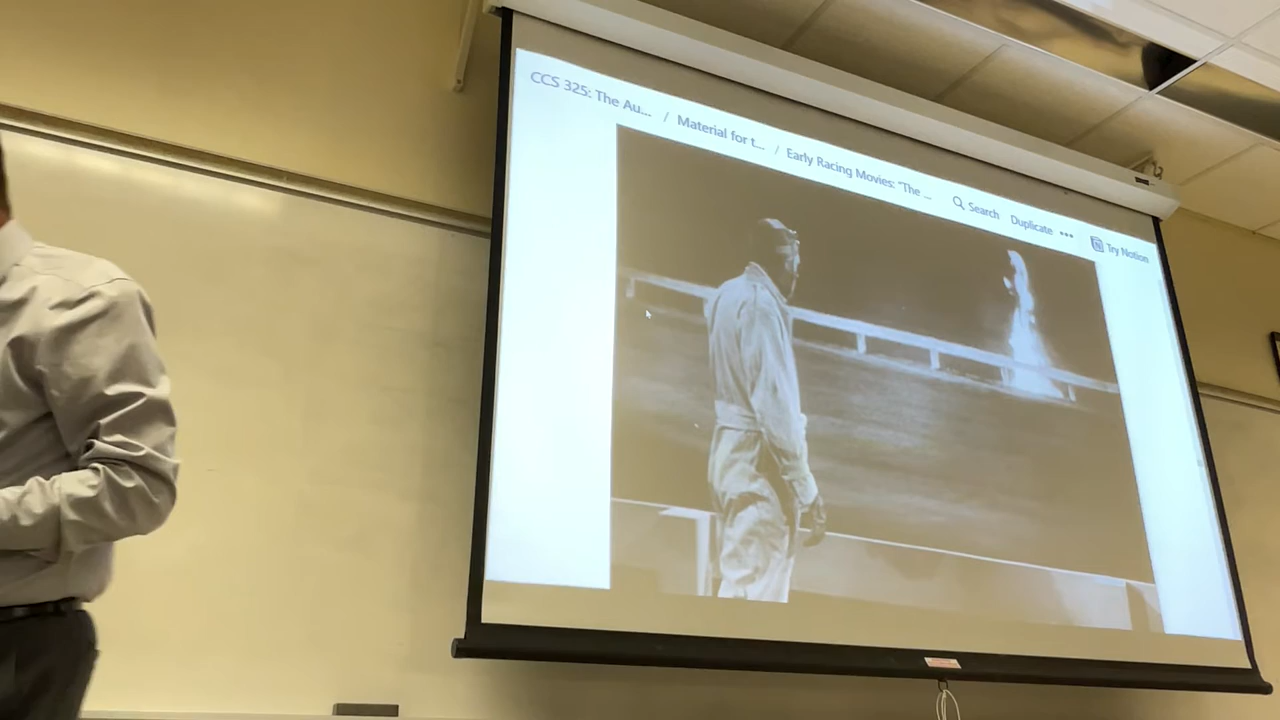 CCS 325: The Au... / Material for t... / Early Racing Movies: "The ... Search Duplicate ••• Try Notion